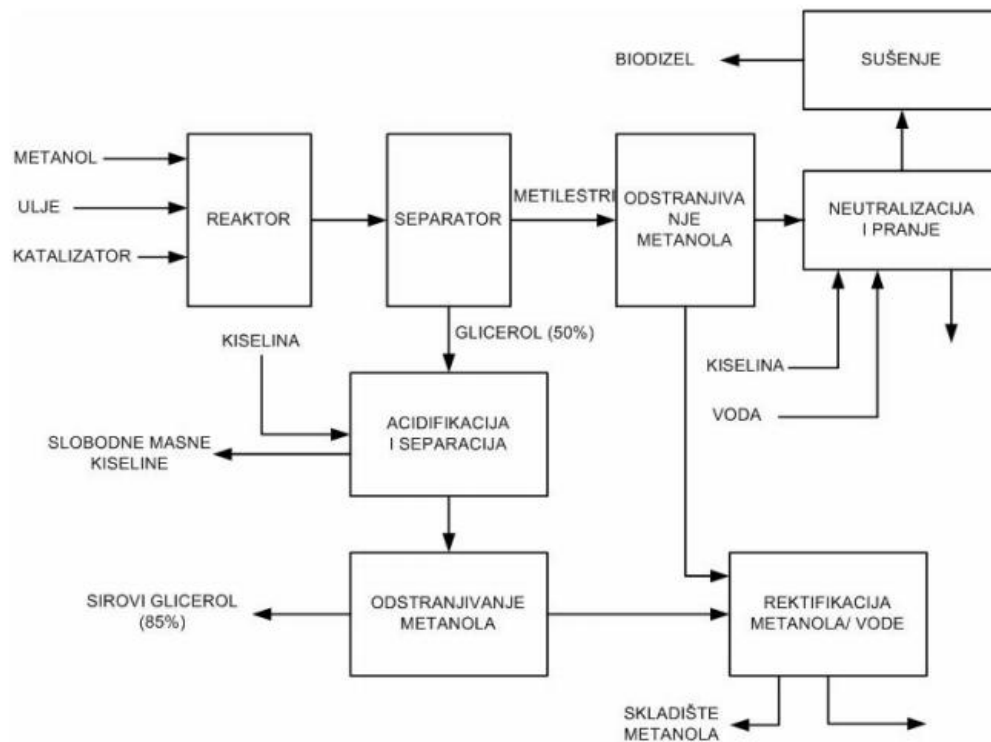 BIODIZEL
SUŠENJE
METANOL
ULJE
KATALIZATOR
REAKTOR
SEPARATOR
METILESTRI
ODSTRANJIVA
NJE
METANOLA
NEUTRALIZACIJA
I PRANJE
GLICEROL (50%)
KISELINA
KISELINA
VODA
ACIDIFIKACIJA
I SEPARACIJA
SLOBODNE MASNE
KISELINE
SIROVI GLICEROL
(85%)
ODSTRANJIVANJE
METANOLA
REKTIFIKACIJA
METANOLA/ VODE
SKLADIŠTE
METANOLA